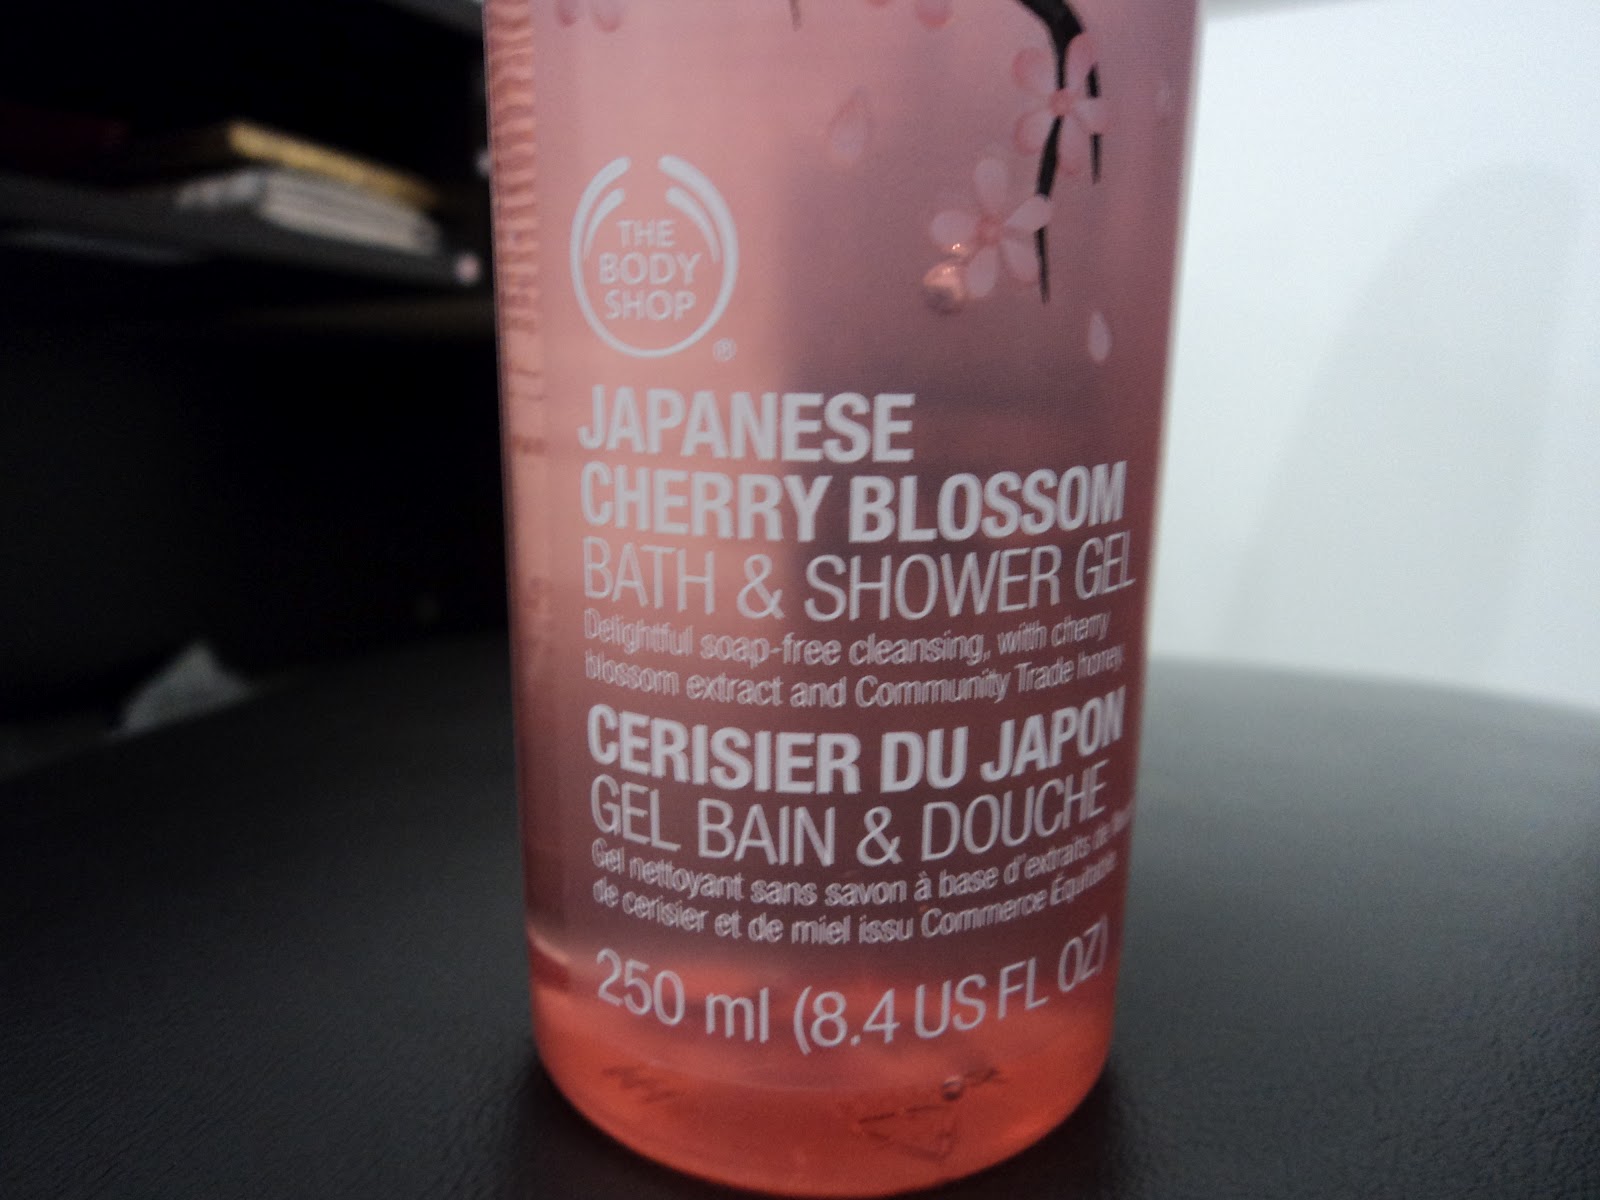 THE
BODY
SHOP
®
JAPANESE
CHERRY BLOSSOM
BATH & SHOWER GEL
Delightful soap-free cleansing, with cherry
blossom extract and Community Trade honey
CERISIER DU JAPON
GEL BAIN & DOUCHE
Gel nettoyant sans savon à base d'extraits de
de cerisier et de miel issu Commerce Équitable
250 ml (8.4 US FL OZ)